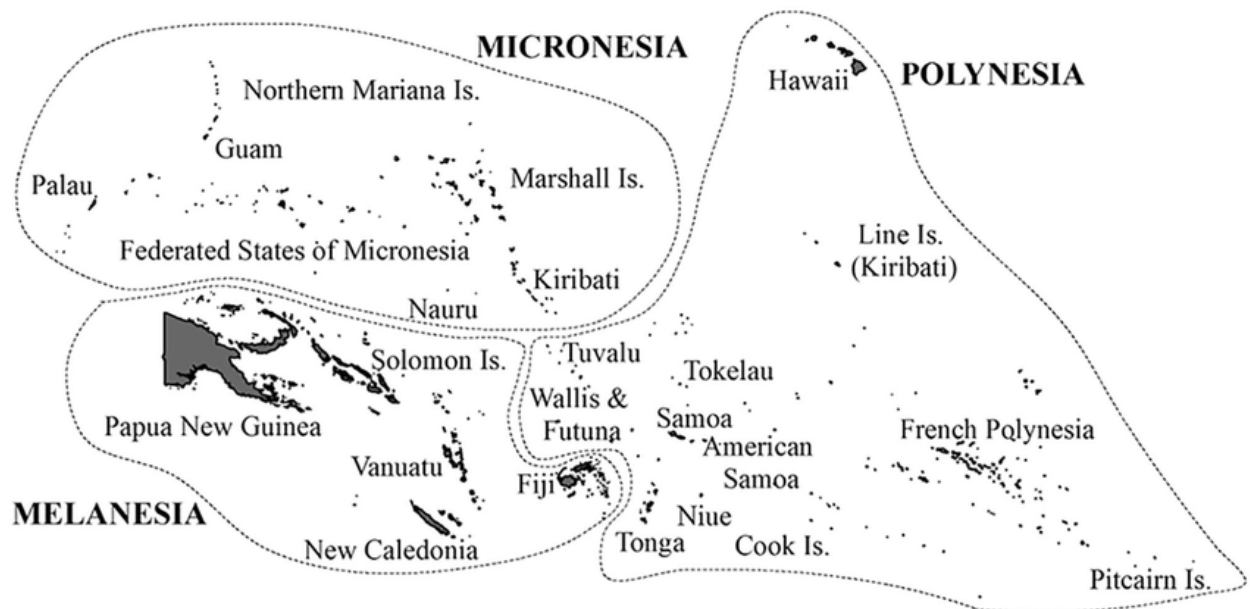 MICRONESIA
Northern Mariana Is.
Guam
Palau
Marshall Is.
Federated States of Micronesia
Kiribati
Nauru
POLYNESIA
Hawaii
Line Is.
(Kiribati)
Tuvalu
Tokelau
Wallis &
Futuna
Samoa
American
Samoa
French Polynesia
Niue
Tonga
Cook Is.
Pitcairn Is.
MELANESIA
Solomon Is.
Papua New Guinea
Vanuatu
Fiji
New Caledonia